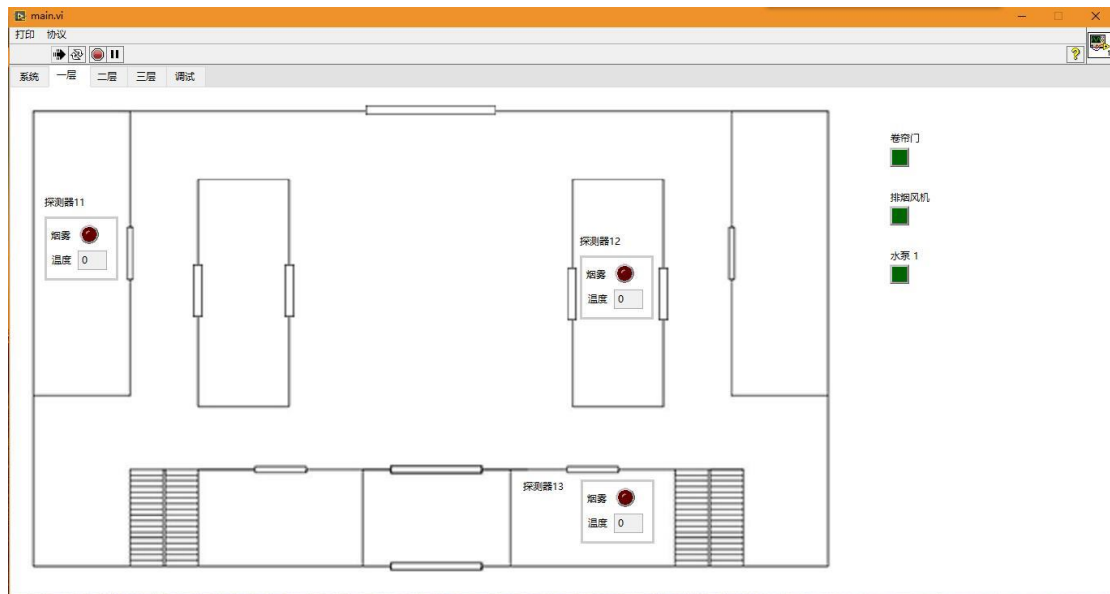 main.vi
打印 协议
系统 一层 二层 三层 调试
卷帘门
排烟风机
水泵 1
探测器11
烟雾
温度 0
探测器12
烟雾
温度 0
探测器13
烟雾
温度 0